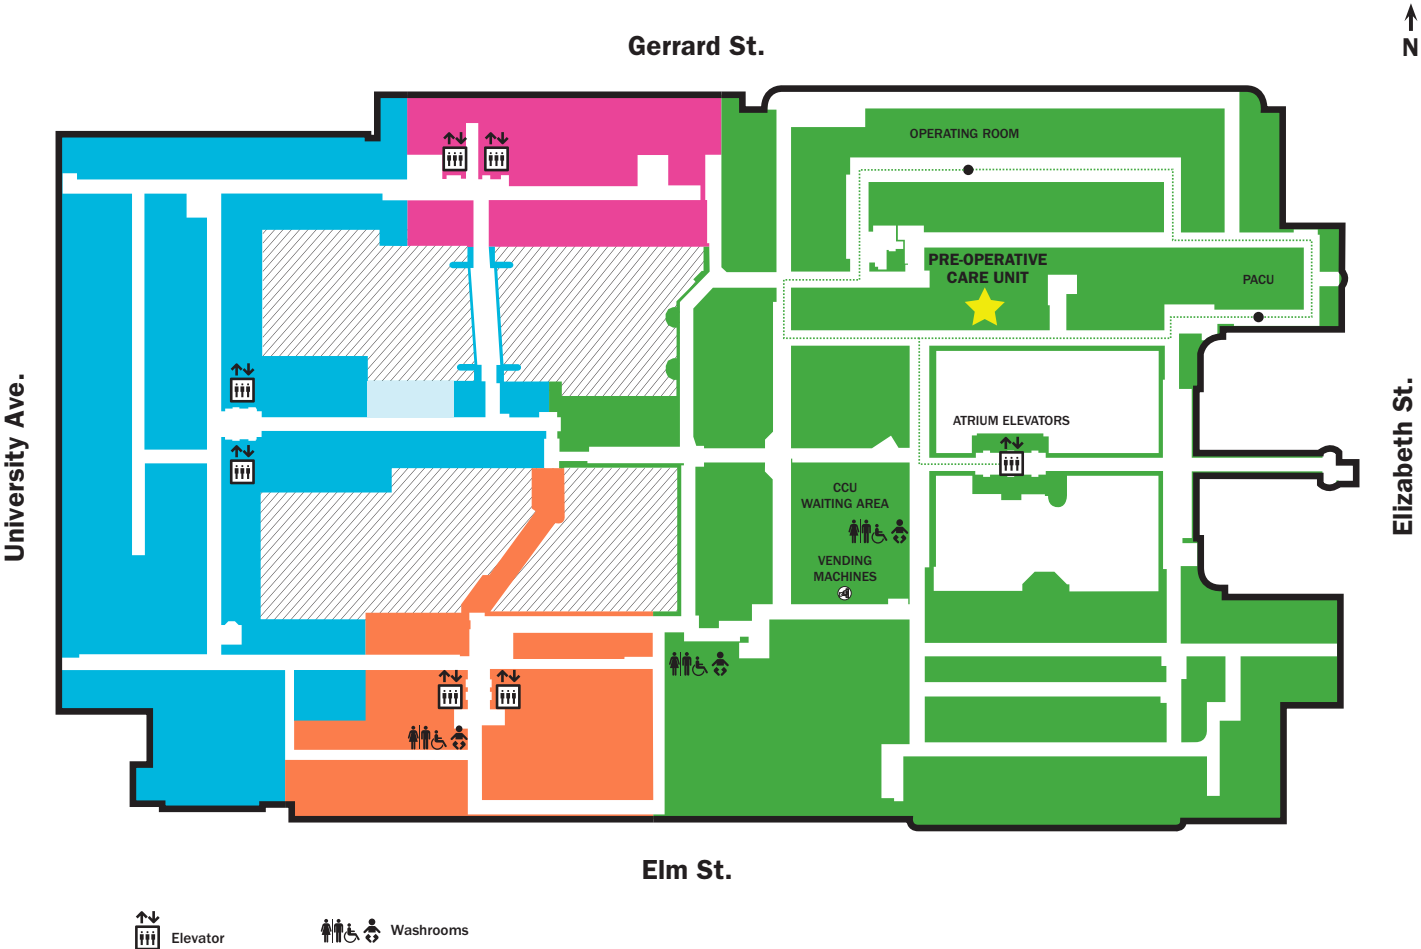 Gerrard St.
N
OPERATING ROOM
PRE-OPERATIVE
CARE UNIT
PACU
University Ave.
Elizabeth St.
ATRIUM ELEVATORS
CCU
WAITING AREA
VENDING
MACHINES
Elm St.
Elevator
Washrooms